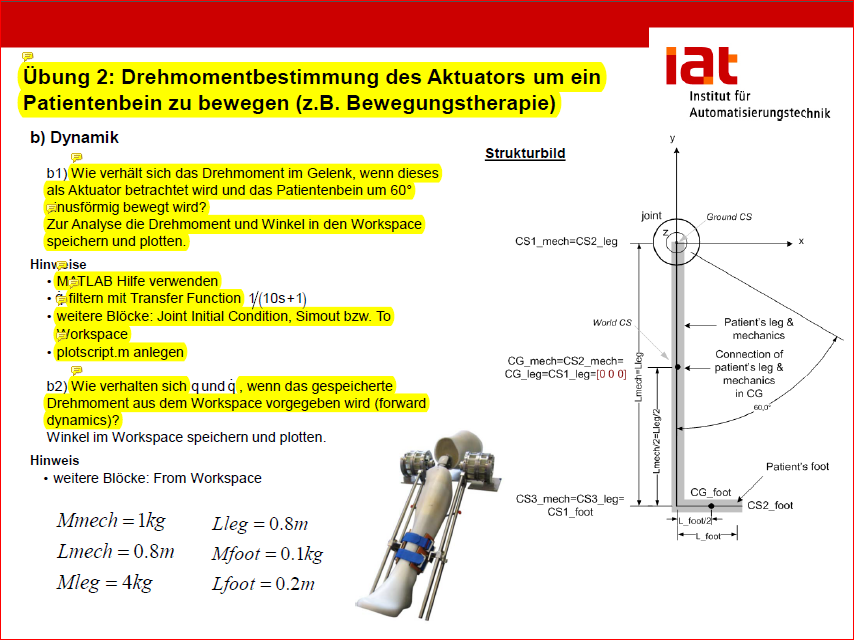 iat
Institut für
Automatisierungstechnik
Übung 2: Drehmomentbestimmung des Aktuators um ein
Patientenbein zu bewegen (z.B. Bewegungstherapie)
b) Dynamik
b1) Wie verhält sich das Drehmoment im Gelenk, wenn dieses
als Aktuator betrachtet wird und das Patientenbein um 60°
sinusförmig bewegt wird?
Zur Analyse die Drehmoment und Winkel in den Workspace
speichern und plotten.
Hinweise
• MATLAB Hilfe verwenden
• filtern mit Transfer Function 1/(10s+1)
• weitere Blöcke: Joint Initial Condition, Simout bzw. To
Workspace
• plotscript.m anlegen
b2) Wie verhalten sich q und q̇ , wenn das gespeicherte
Drehmoment aus dem Workspace vorgegeben wird (forward
dynamics)?
Winkel im Workspace speichern und plotten.
Hinweis
• weitere Blöcke: From Workspace
Mmech = 1kg
Lmech = 0.8m
Mleg = 4kg
Lleg = 0.8m
Mfoot = 0.1kg
Lfoot = 0.2m
Strukturbild
y
joint
Ground CS
z
x
CS1_mech=CS2_leg
World CS
Patient's leg &
mechanics
CG_mech=CS2_mech=
CG_leg=CS1_leg=[0 0 0]
Lmech=Lleg
Connection of
patient's leg &
mechanics
in CG
60,0°
Lmech/2=Lleg/2
Patient's foot
CG_foot
CS3_mech=CS3_leg=
CS1_foot
CS2_foot
L_foot/2
L_foot